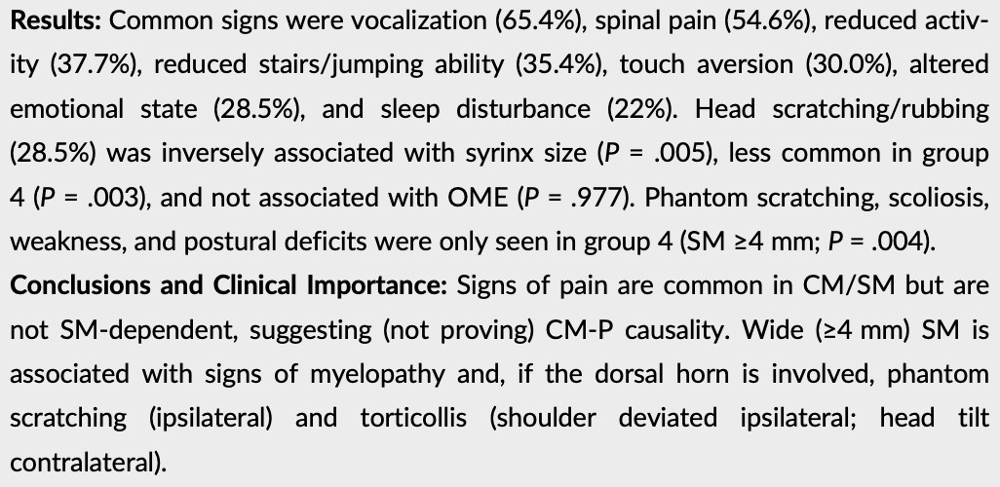 Results: Common signs were vocalization (65.4%), spinal pain (54.6%), reduced activ-
ity (37.7%), reduced stairs/jumping ability (35.4%), touch aversion (30.0%), altered
emotional state (28.5%), and sleep disturbance (22%). Head scratching/rubbing
(28.5%) was inversely associated with syrinx size (P = .005), less common in group
4 (P = .003), and not associated with OME (P = .977). Phantom scratching, scoliosis,
weakness, and postural deficits were only seen in group 4 (SM ≥4 mm; P = .004).
Conclusions and Clinical Importance: Signs of pain are common in CM/SM but are
not SM-dependent, suggesting (not proving) CM-P causality. Wide (≥4 mm) SM is
associated with signs of myelopathy and, if the dorsal horn is involved, phantom
scratching (ipsilateral) and torticollis (shoulder deviated ipsilateral; head tilt
contralateral).